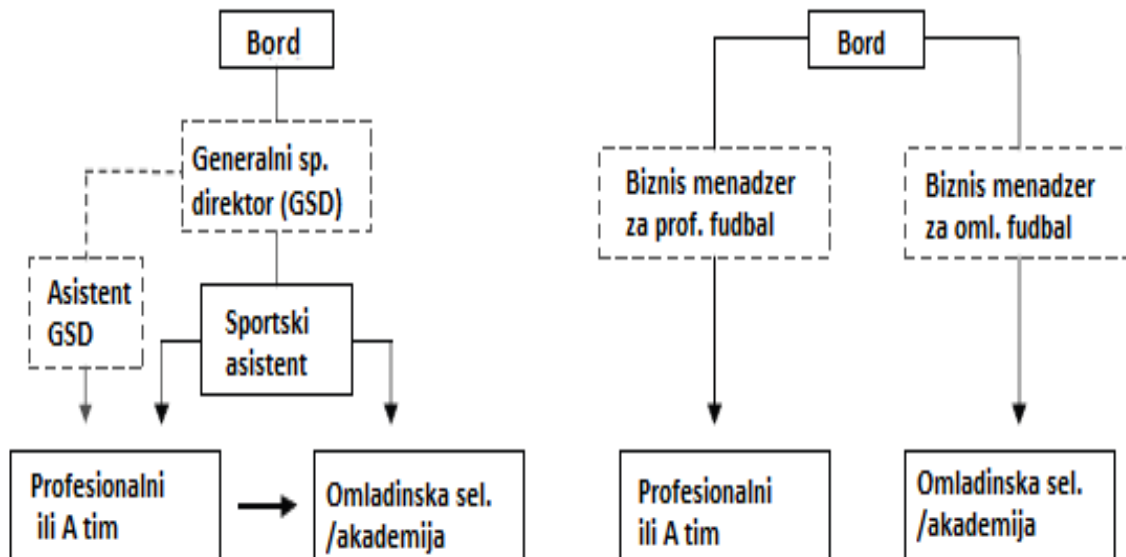 Bord
Generalni sp.
direktor (GSD)
Asistent
GSD
Sportski
asistent
Profesionalni
ili A tim
Omladinska sel.
/akademija
Bord
Biznis menadzer
za prof. fudbal
Biznis menadzer
za oml. fudbal
Profesionalni
ili A tim
Omladinska sel.
/akademija